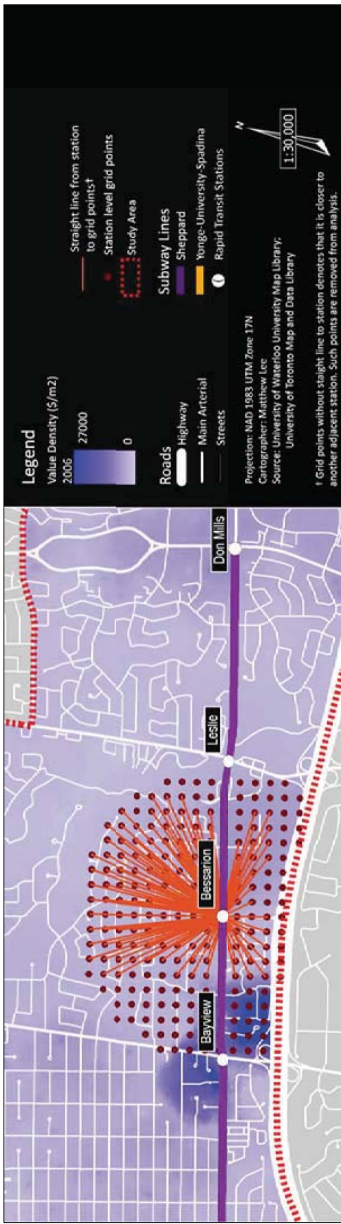 Bayview
Bessarion
Leslie
Don Mills
Legend
Value Density ($/m2)
2006
27000
0
Roads
Highway
Main Arterial
Streets
Straight line from station
to grid points†
Station level grid points
Study Area
Subway Lines
Sheppard
Yonge-University-Spadina
Rapid Transit Stations
Projection: NAD 1983 UTM Zone 17N
Cartographer: Matthew Lee
Source: University of Waterloo University Map Library;
University of Toronto Map and Data Library
N
1:30,000
† Grid points without staight line to station denotes that it is closer to
another adjacent station. Such points are removed from analysis.